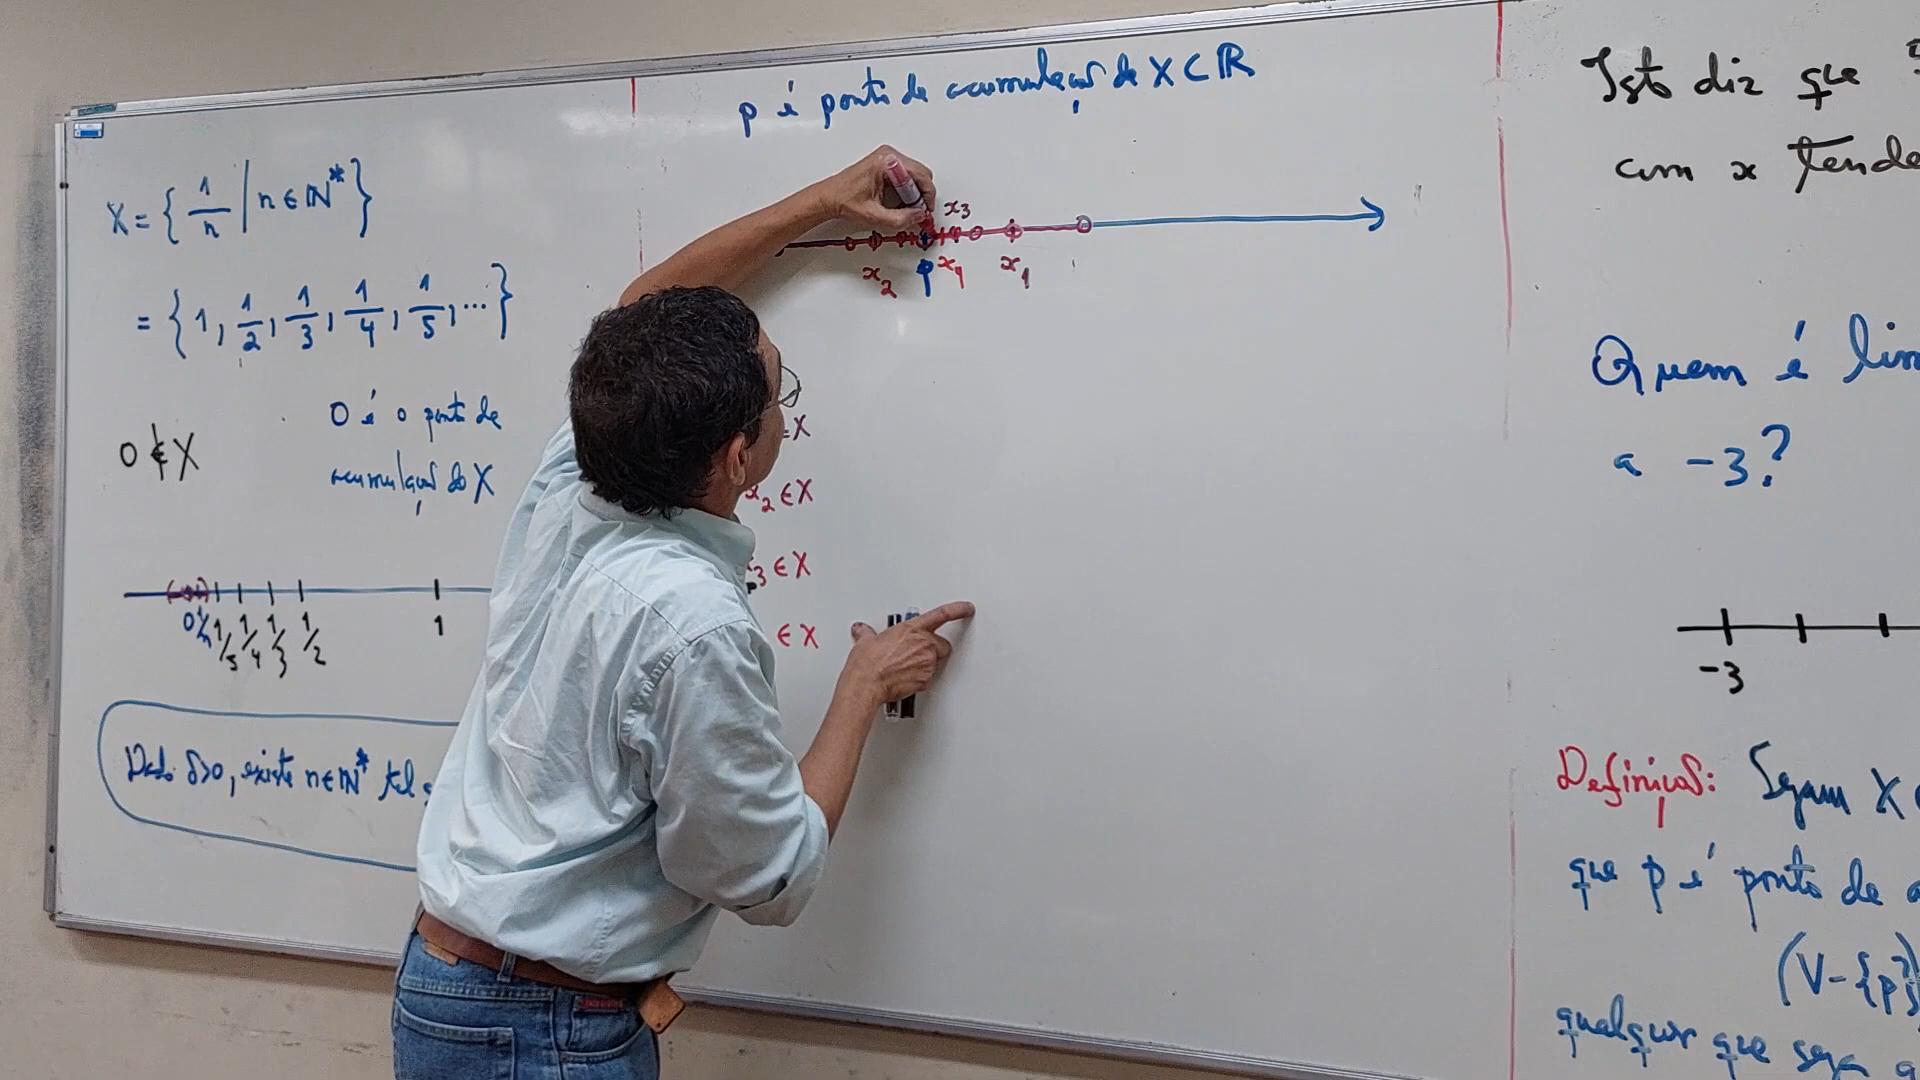 X = { 1/n | n ∈ ℕ* }
= { 1, 1/2, 1/3, 1/4, 1/5, ... }
0 ∉ X
0 é o ponto de
acumulação de X
0 1/n 1/5 1/4 1/3 1/2 1
Dado δ>0, existe n∈ℕ* tal
p é ponto de acumulação de X ⊂ ℝ
x3
x2 p x4 x1
∈ X
x2 ∈ X
x3 ∈ X
∈ X
Isto diz que
com x tende
Quem é lim
a -3?
-3
Definição: Sejam X
que p é ponto de a
(V-{p})
qualquer que seja a